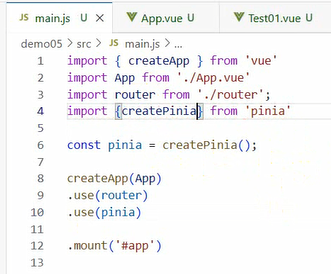 JS main.js U ×
App.vue U
Test01.vue U
demo05 > src > JS main.js > ...
1 import { createApp } from 'vue'
2 import App from './App.vue'
3 import router from './router';
4 import {createPinia} from 'pinia'
5
6 const pinia = createPinia();
7
8 createApp(App)
9 .use(router)
10 .use(pinia)
11
12 .mount('#app')
13